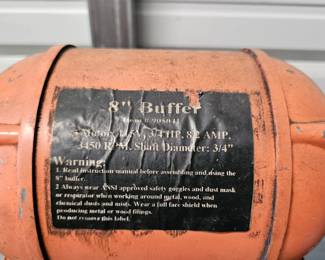 8" Buffer
Motor: 115V, 3/4 HP, 8.2 AMP.
3450 RPM. Shaft Diameter: 3/4"
Warning:
1. Read instruction manual before assembling and using the
8" buffer.
2 Always wear ANSI approved safety goggles and dust mask
or respirator when working around metal, wood, and
chemical dusts and mists. Wear a full face shield when
producing metal or wood filings.
Do not remove this label.